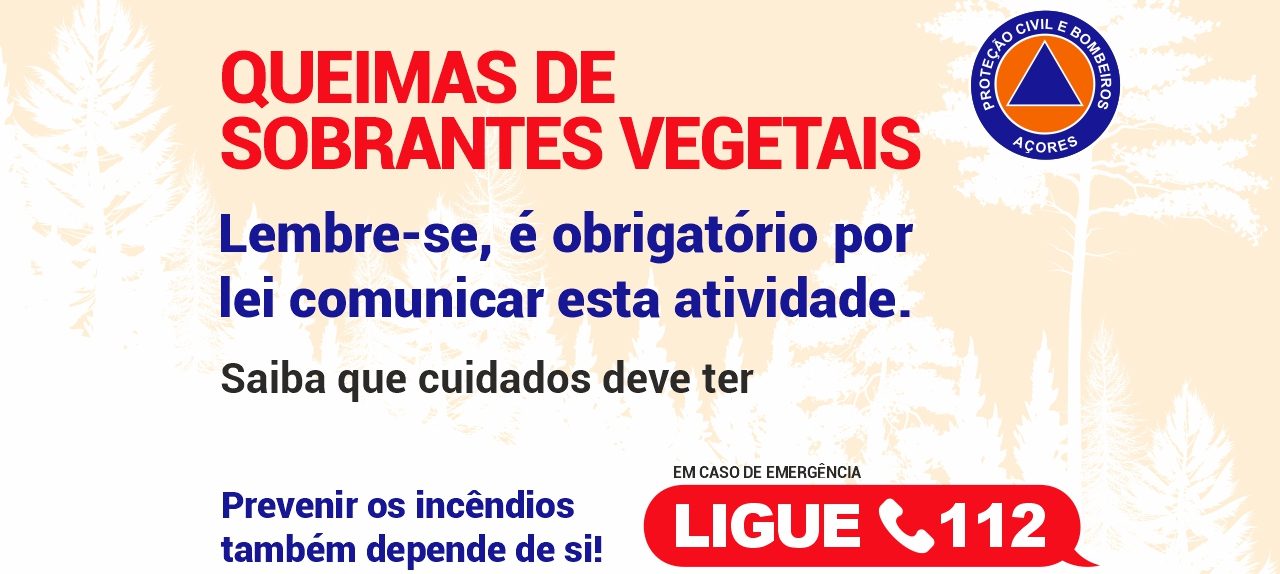 QUEIMAS DE
SOBRANTES VEGETAIS
PROTEÇÃO CIVIL E BOMBEIROS
AÇORES
Lembre-se, é obrigatório por
lei comunicar esta atividade.
Saiba que cuidados deve ter
Prevenir os incêndios
também depende de si!
EM CASO DE EMERGÊNCIA
LIGUE 112